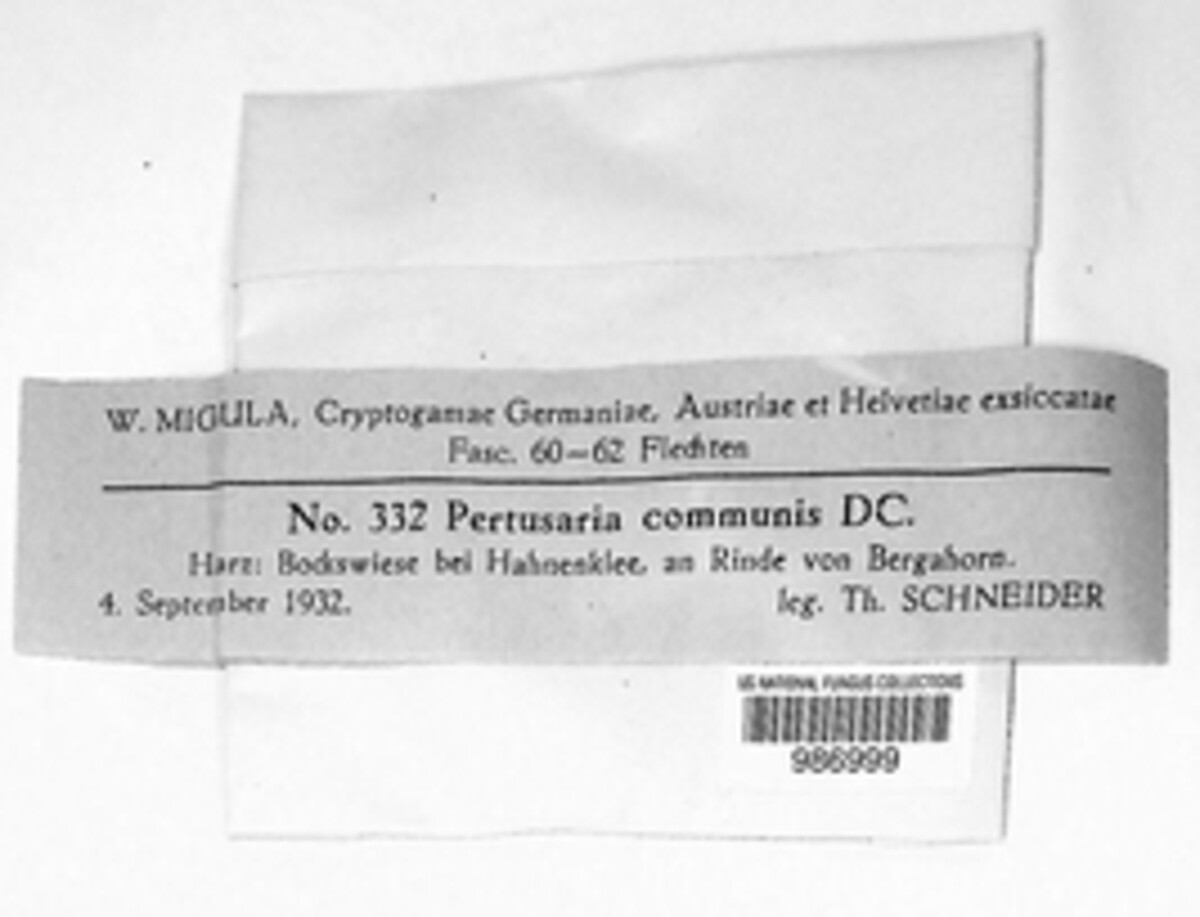 W. MIGULA, Cryptogamae Germaniae, Austriae et Helvetiae exsiccatae
Fasc. 60—62 Flechten
No. 332 Pertusaria communis DC.
Harz: Bockswiese bei Hahnenklee, an Rinde von Bergahorn.
4. September 1932. leg. Th. SCHNEIDER
US NATIONAL FUNGUS COLLECTIONS
986999